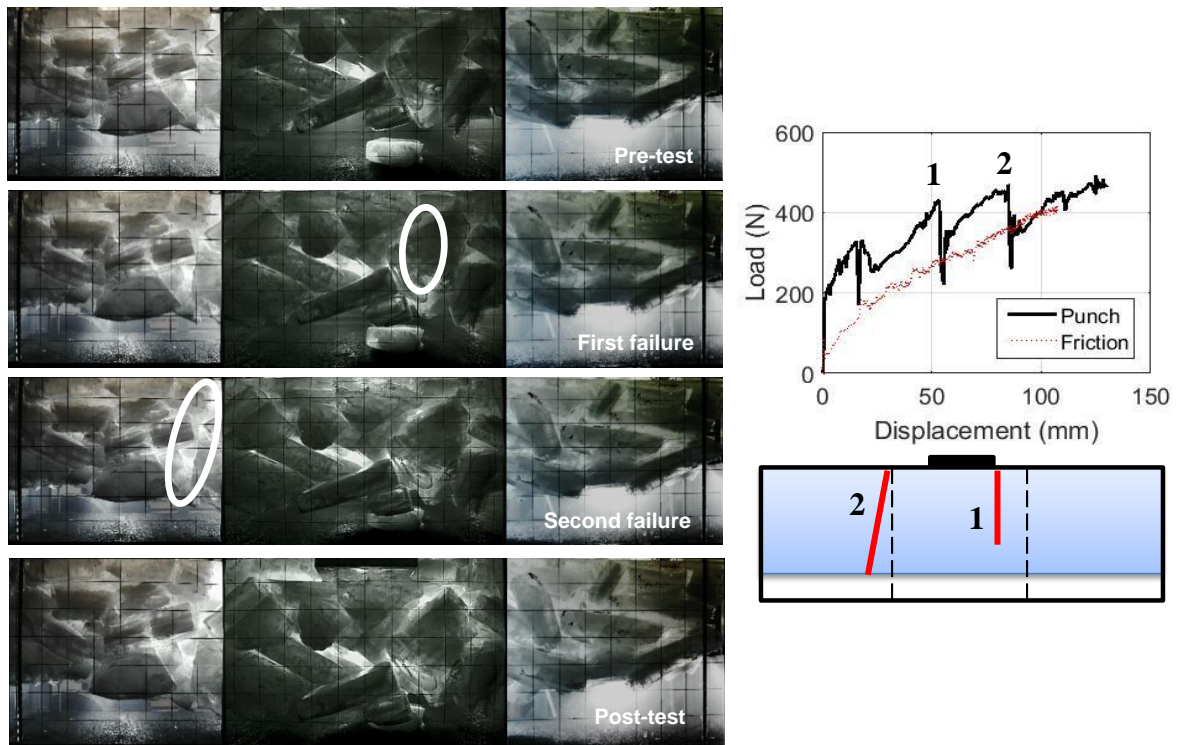 Pre-test
First failure
Second failure
Post-test
600
400
200
0
0
50
100
150
Load (N)
Displacement (mm)
1
2
Punch
Friction
2
1